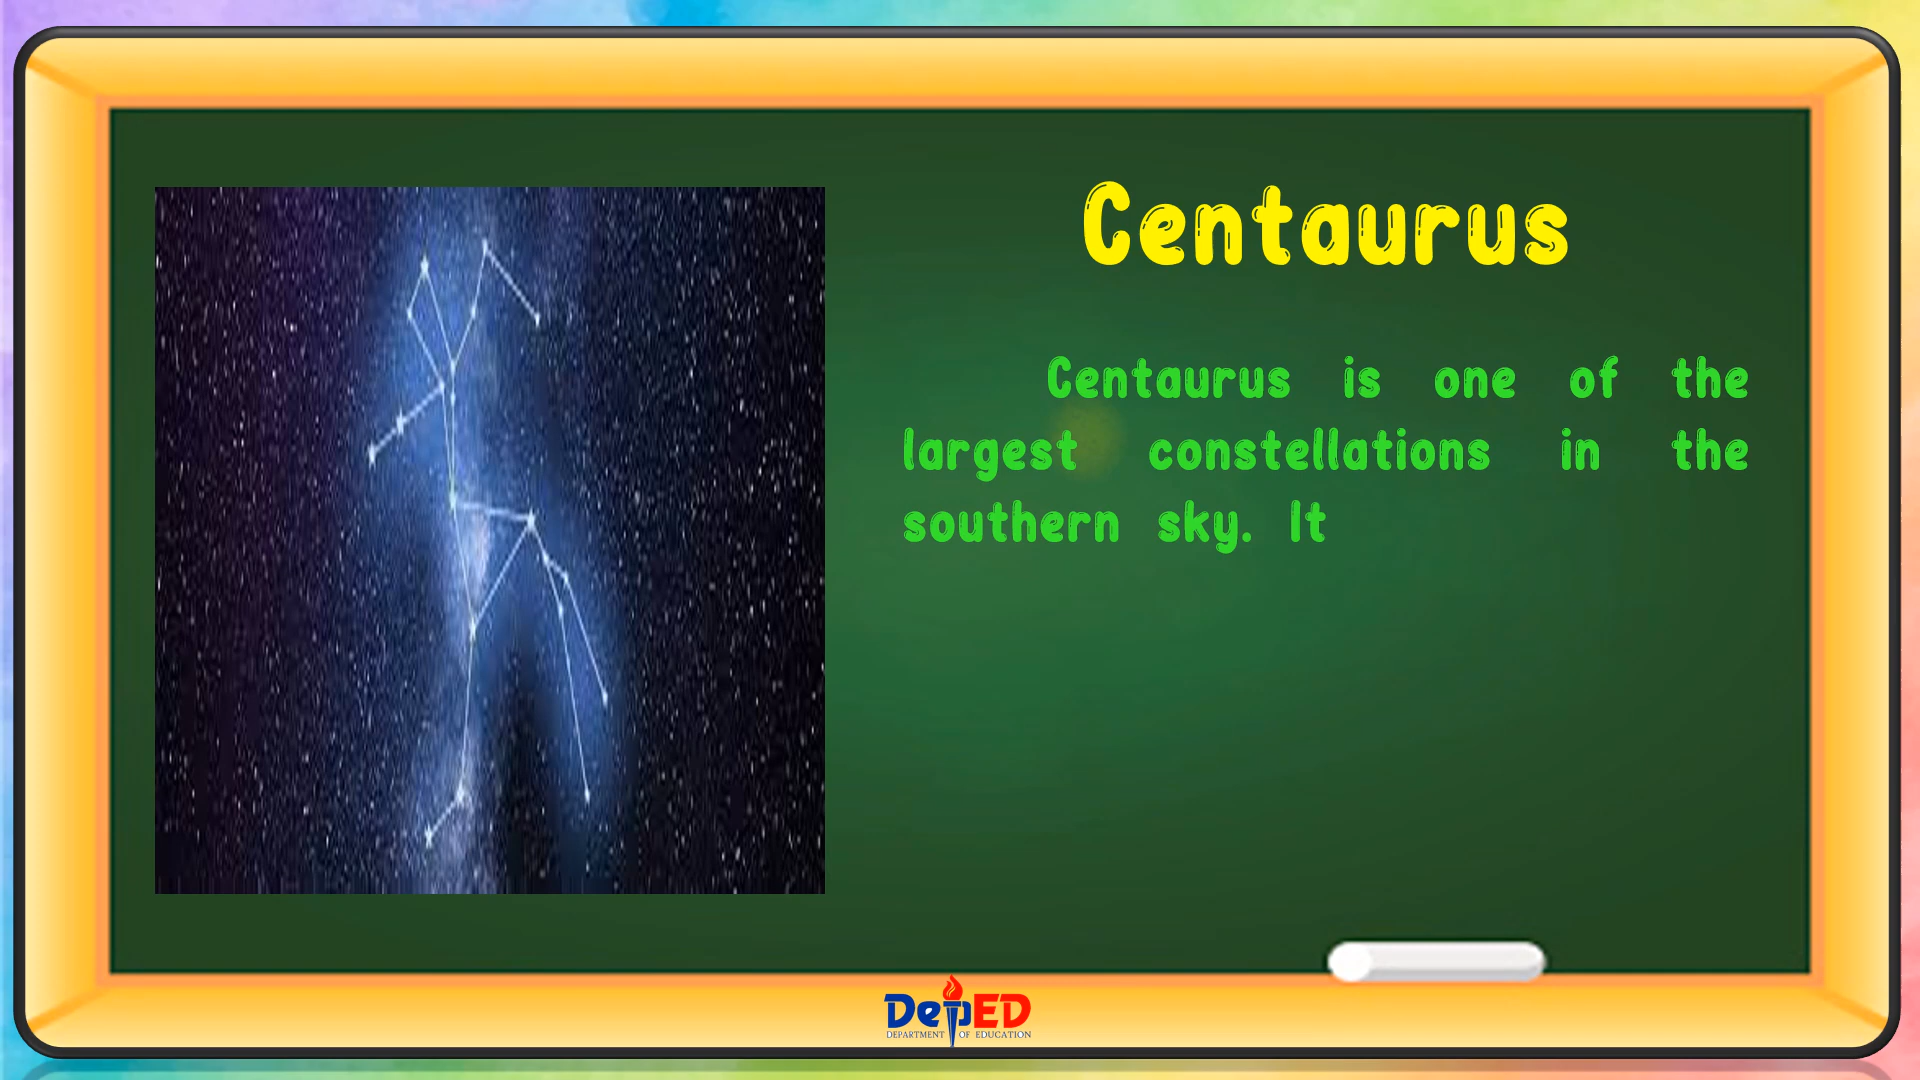 Centaurus
Centaurus is one of the
largest constellations in the
southern sky. It
DepED
DEPARTMENT OF EDUCATION